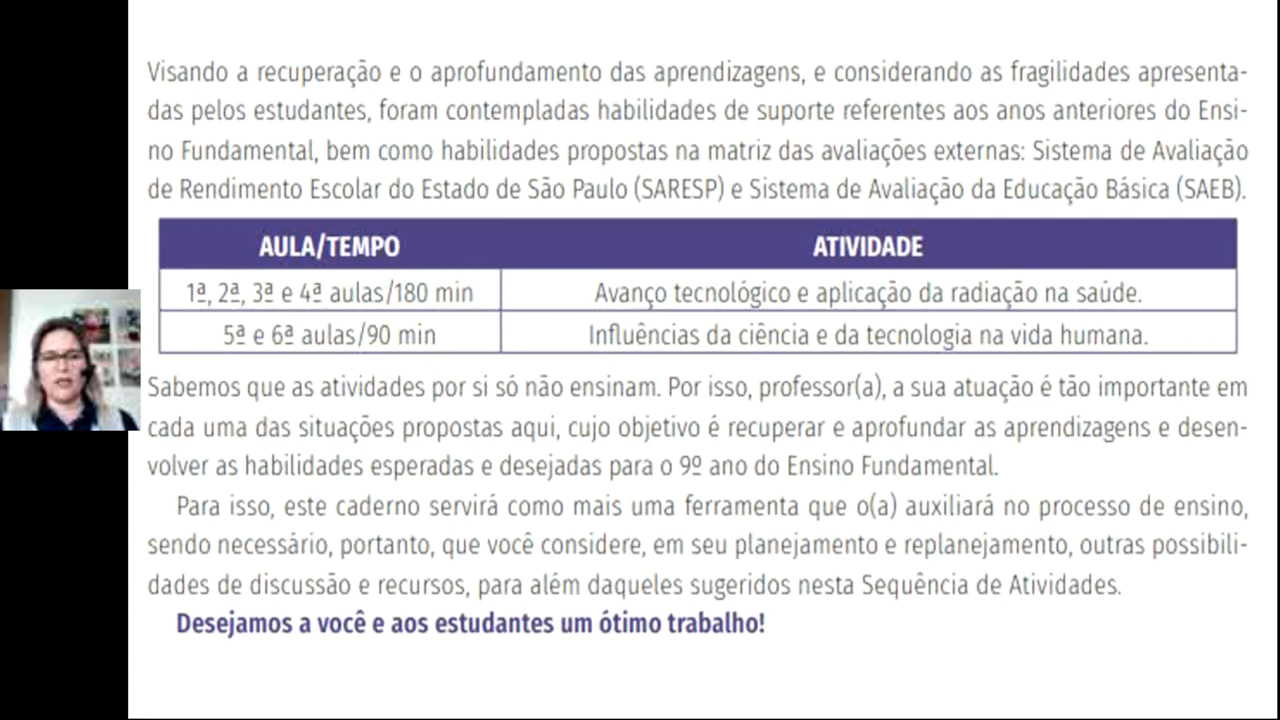 Visando a recuperação e o aprofundamento das aprendizagens, e considerando as fragilidades apresenta-
das pelos estudantes, foram contempladas habilidades de suporte referentes aos anos anteriores do Ensi-
no Fundamental, bem como habilidades propostas na matriz das avaliações externas: Sistema de Avaliação
de Rendimento Escolar do Estado de São Paulo (SARESP) e Sistema de Avaliação da Educação Básica (SAEB).
AULA/TEMPO ATIVIDADE
1ª, 2ª, 3ª e 4ª aulas/180 min Avanço tecnológico e aplicação da radiação na saúde.
5ª e 6ª aulas/90 min Influências da ciência e da tecnologia na vida humana.
Sabemos que as atividades por si só não ensinam. Por isso, professor(a), a sua atuação é tão importante em
cada uma das situações propostas aqui, cujo objetivo é recuperar e aprofundar as aprendizagens e desen-
volver as habilidades esperadas e desejadas para o 9º ano do Ensino Fundamental.
Para isso, este caderno servirá como mais uma ferramenta que o(a) auxiliará no processo de ensino,
sendo necessário, portanto, que você considere, em seu planejamento e replanejamento, outras possibili-
dades de discussão e recursos, para além daqueles sugeridos nesta Sequência de Atividades.
Desejamos a você e aos estudantes um ótimo trabalho!